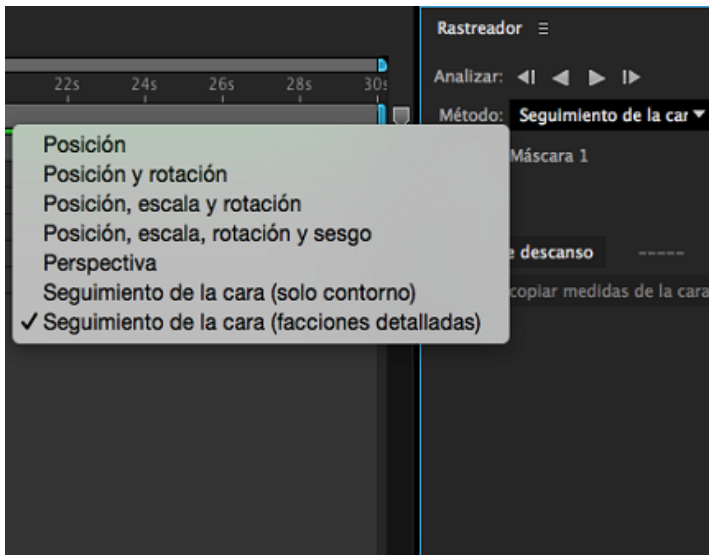 Rastreador
22s 24s 26s 28s 30s
Analizar:
Método: Seguimiento de la car
Máscara 1
Posición
Posición y rotación
Posición, escala y rotación
Posición, escala, rotación y sesgo
Perspectiva
Seguimiento de la cara (solo contorno)
Seguimiento de la cara (facciones detalladas)
e descanso -----
copiar medidas de la cara